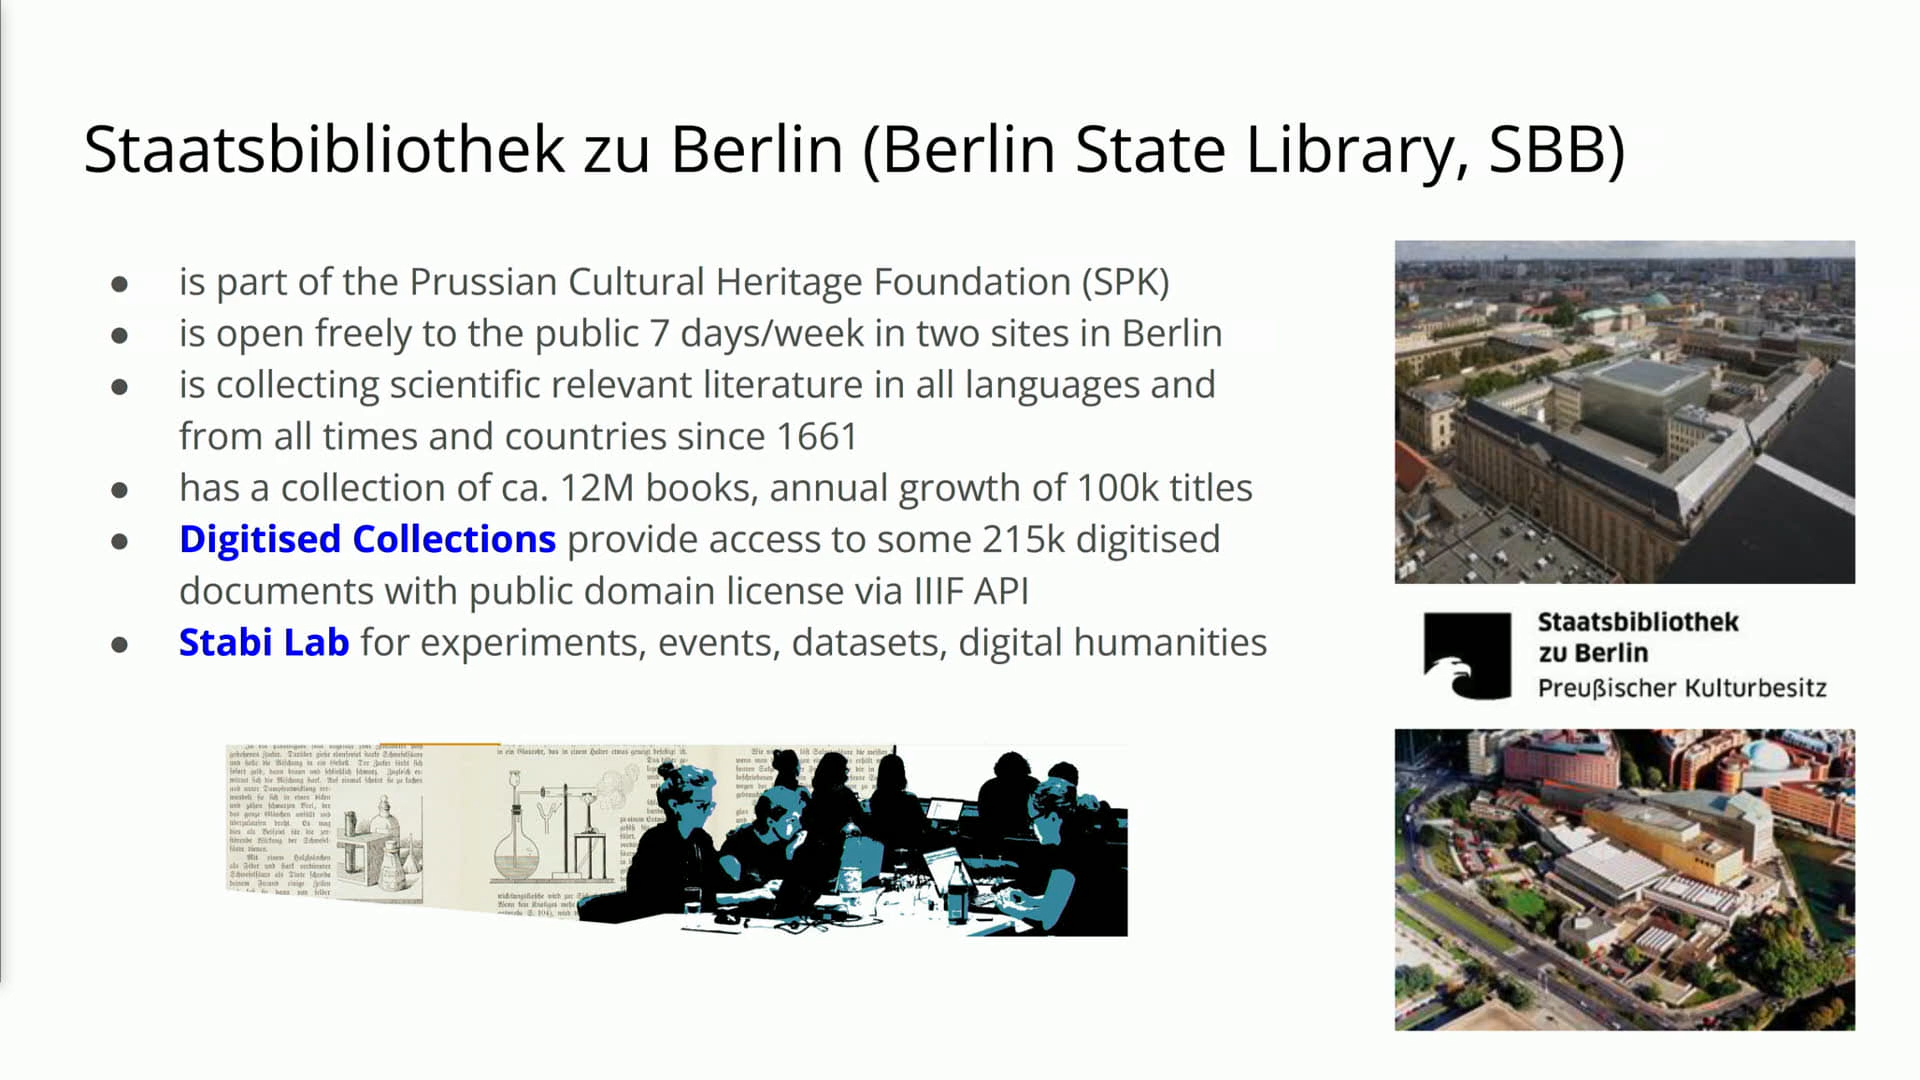 Staatsbibliothek zu Berlin (Berlin State Library, SBB)
● is part of the Prussian Cultural Heritage Foundation (SPK)
● is open freely to the public 7 days/week in two sites in Berlin
● is collecting scientific relevant literature in all languages and
from all times and countries since 1661
● has a collection of ca. 12M books, annual growth of 100k titles
● Digitised Collections provide access to some 215k digitised
documents with public domain license via IIIF API
● Stabi Lab for experiments, events, datasets, digital humanities
Staatsbibliothek
zu Berlin
Preußischer Kulturbesitz